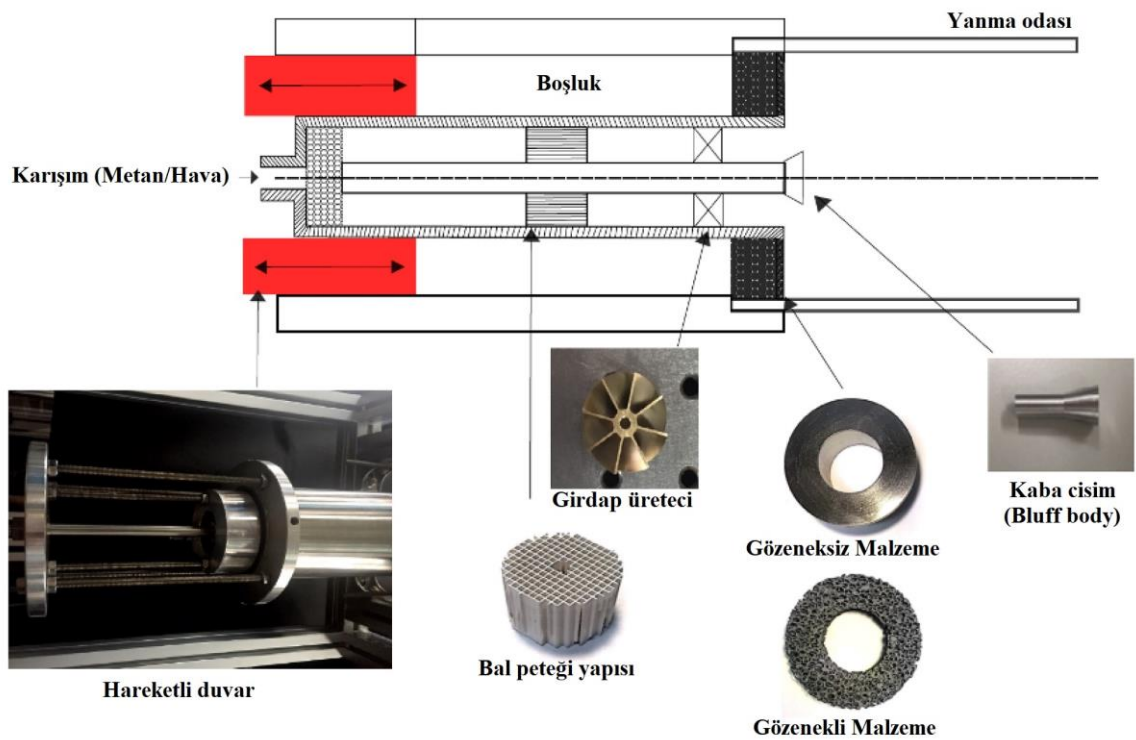 Yanma odası
Boşluk
Karışım (Metan/Hava)
Girdap üreteci
Kaba cisim
(Bluff body)
Gözeneksiz Malzeme
Bal peteği yapısı
Hareketli duvar
Gözenekli Malzeme